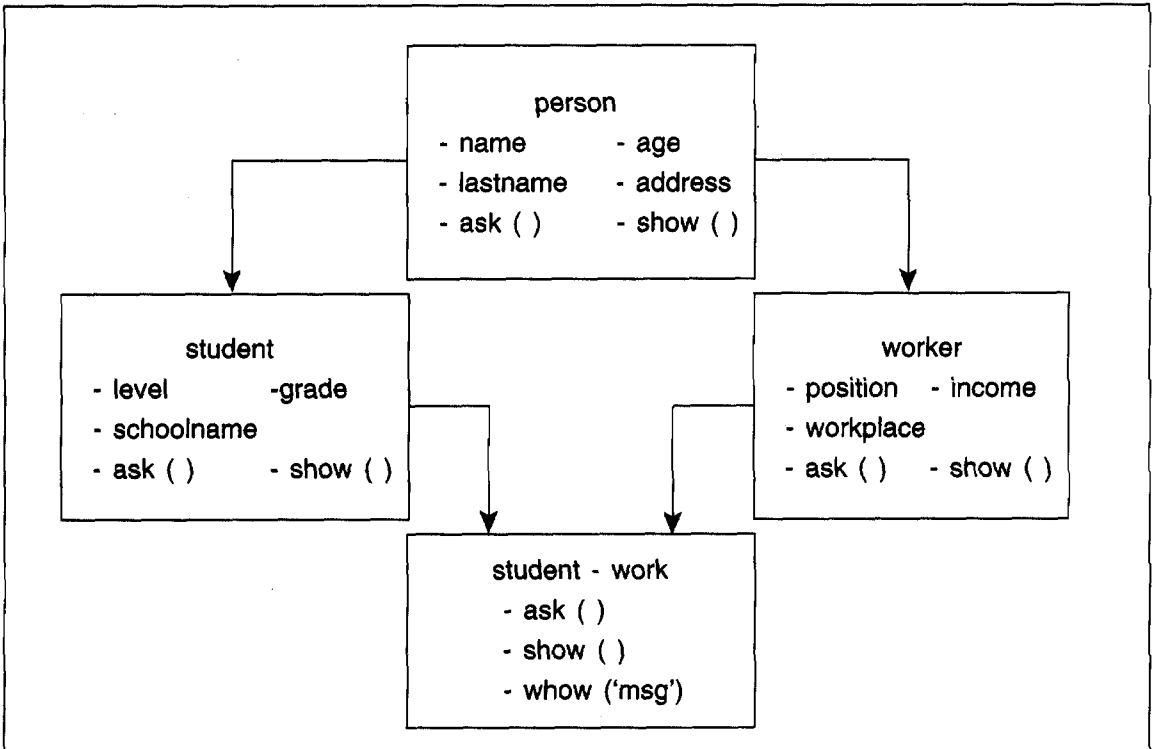 person
- name - age
- lastname - address
- ask ( ) - show ( )
student
- level -grade
- schoolname
- ask ( ) - show ( )
worker
- position - income
- workplace
- ask ( ) - show ( )
student - work
- ask ( )
- show ( )
- whow (‘msg’)